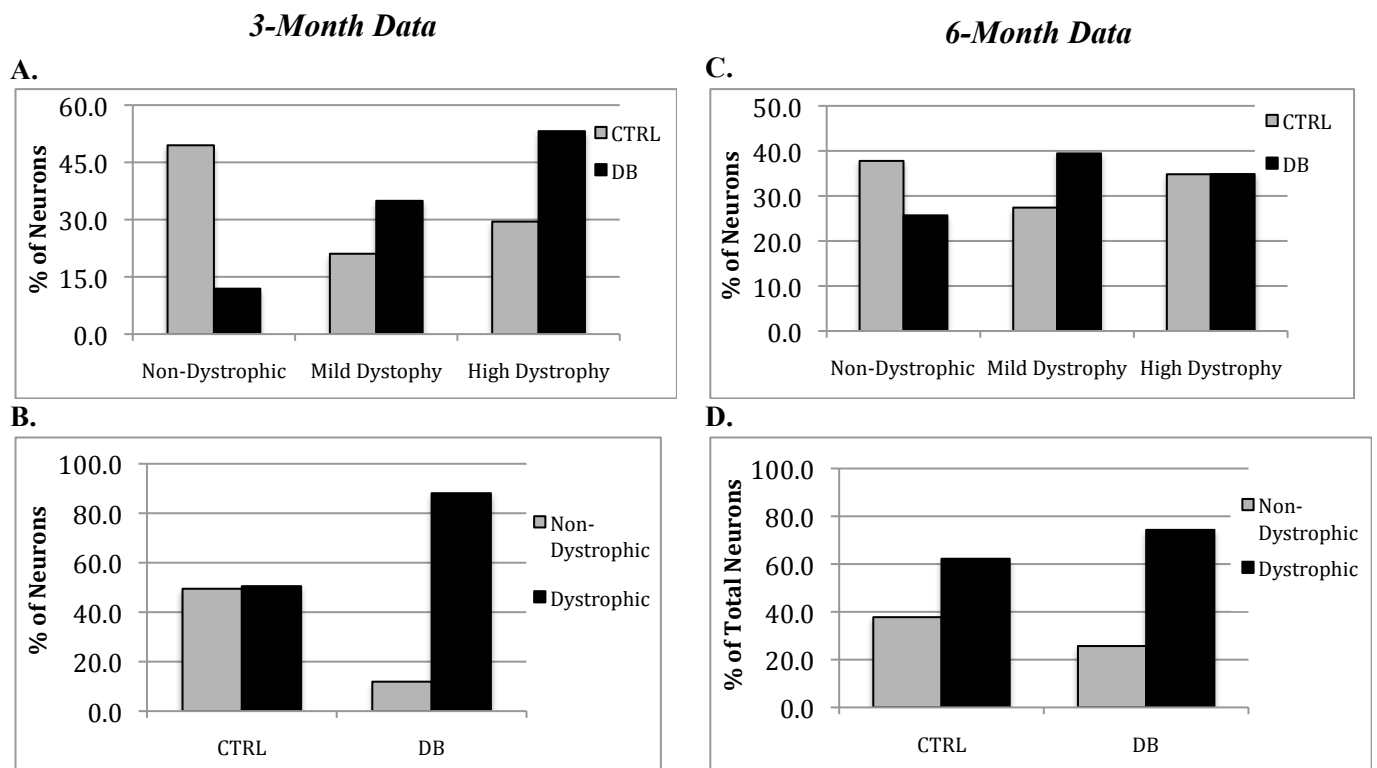 3-Month Data
6-Month Data
A.
60.0
45.0
30.0
15.0
0.0
% of Neurons
CTRL
DB
Non-Dystrophic Mild Dystophy High Dystrophy
C.
50.0
40.0
30.0
20.0
10.0
0.0
% of Neurons
CTRL
DB
Non-Dystrophic Mild Dystrophy High Dystrophy
B.
100.0
80.0
60.0
40.0
20.0
0.0
% of Neurons
Non-
Dystrophic
Dystrophic
CTRL DB
D.
100.0
80.0
60.0
40.0
20.0
0.0
% of Total Neurons
Non-
Dystrophic
Dystrophic
CTRL DB